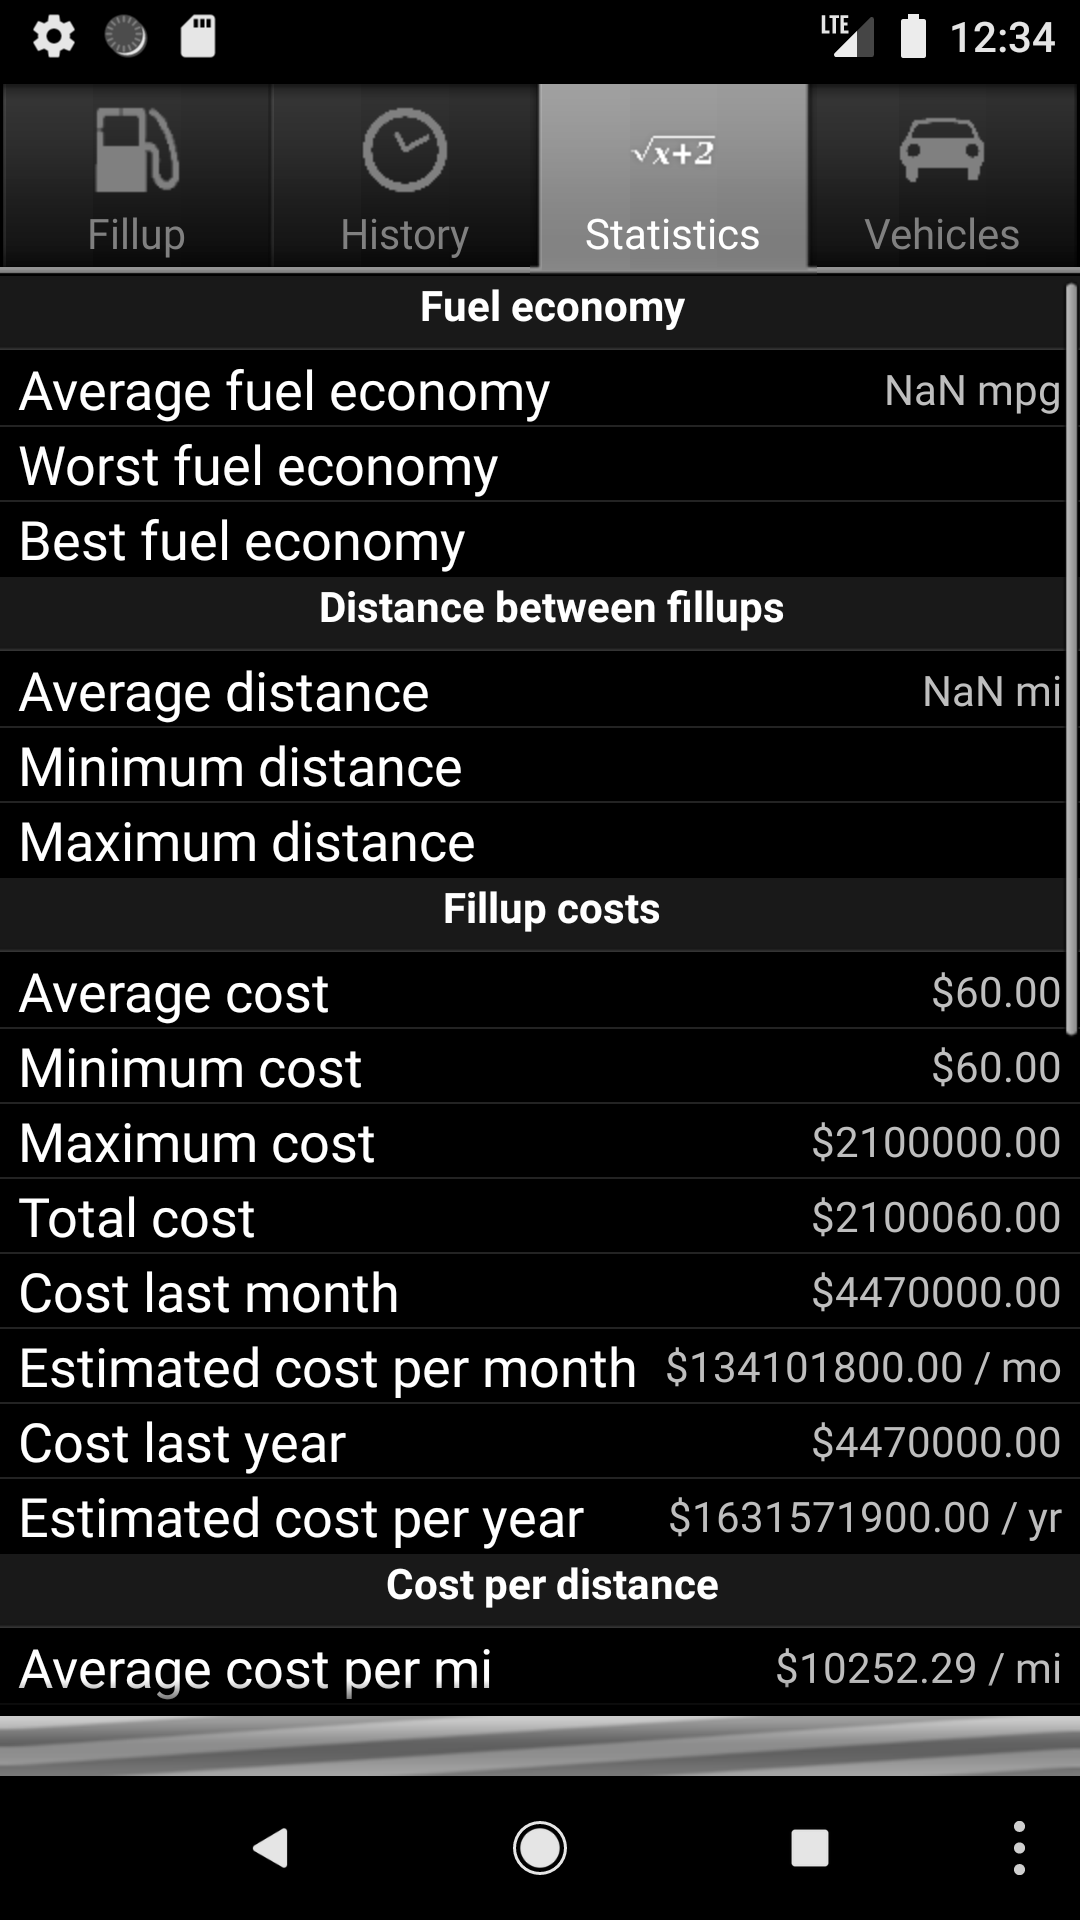 LTE 12:34
√x+2
Fillup History Statistics Vehicles
Fuel economy
Average fuel economy NaN mpg
Worst fuel economy
Best fuel economy
Distance between fillups
Average distance NaN mi
Minimum distance
Maximum distance
Fillup costs
Average cost $60.00
Minimum cost $60.00
Maximum cost $2100000.00
Total cost $2100060.00
Cost last month $4470000.00
Estimated cost per month $134101800.00 / mo
Cost last year $4470000.00
Estimated cost per year $1631571900.00 / yr
Cost per distance
Average cost per mi $10252.29 / mi